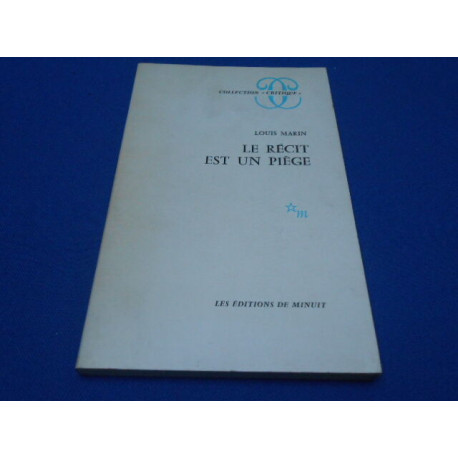 COLLECTION « CRITIQUE »
LOUIS MARIN
LE RÉCIT
EST UN PIÈGE
m
LES ÉDITIONS DE MINUIT